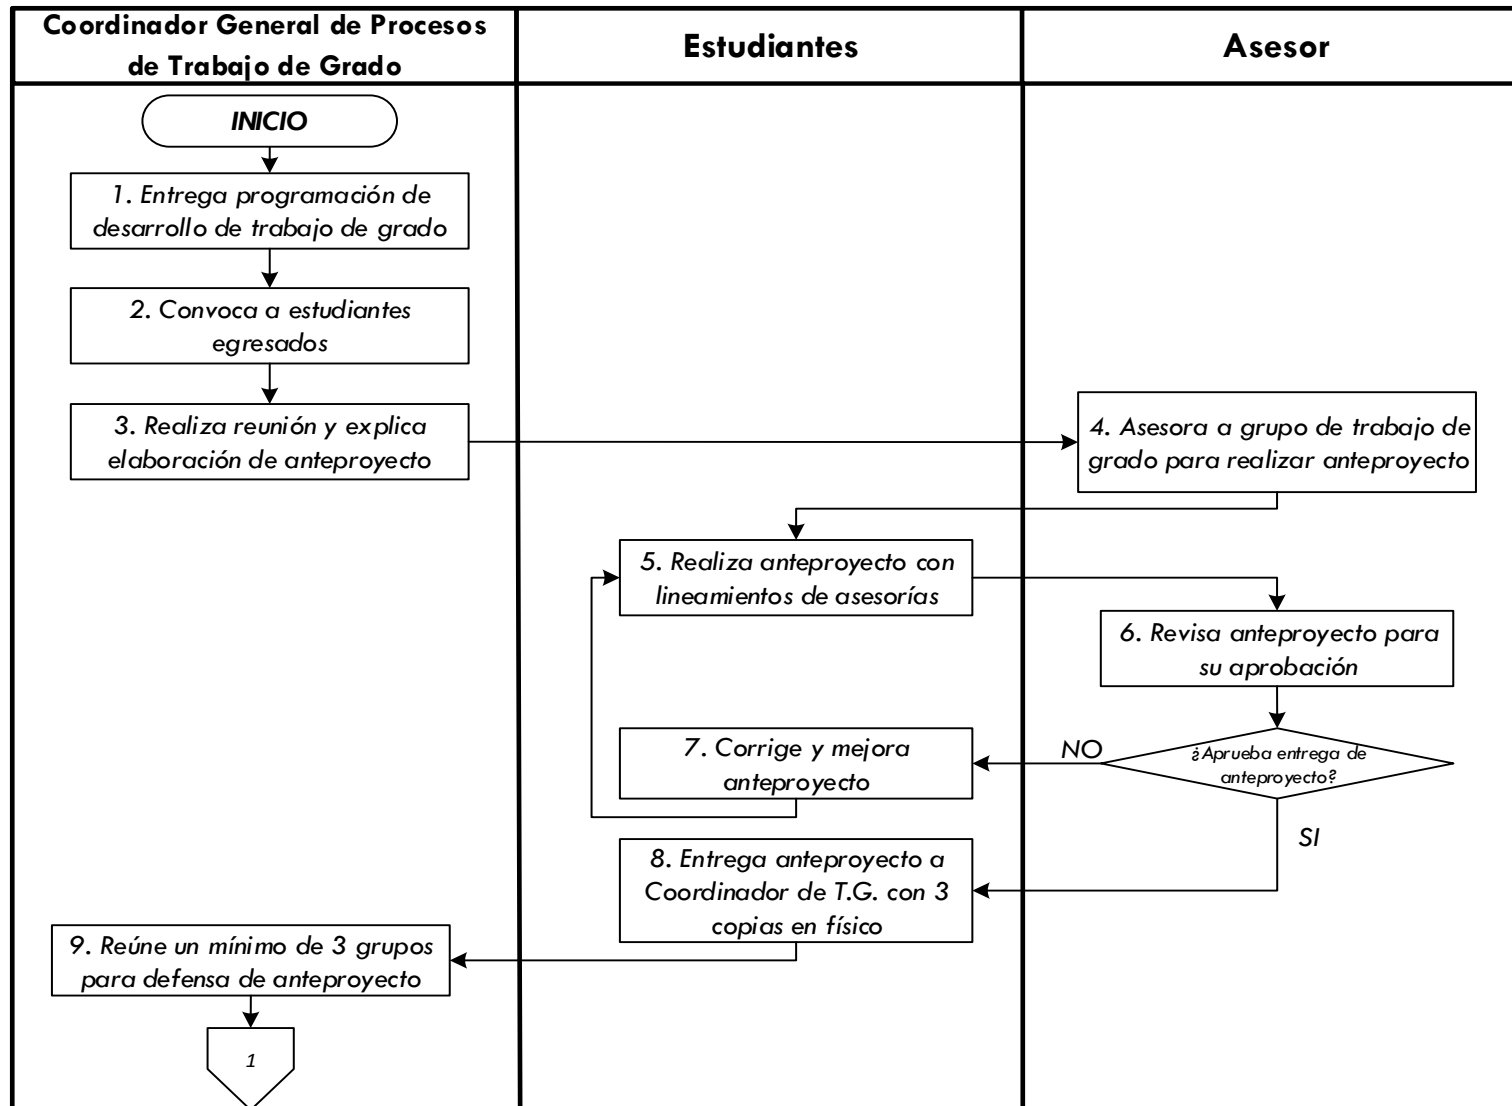 Coordinador General de Procesos
de Trabajo de Grado
Estudiantes
Asesor
INICIO
1. Entrega programación de
desarrollo de trabajo de grado
2. Convoca a estudiantes
egresados
3. Realiza reunión y explica
elaboración de anteproyecto
4. Asesora a grupo de trabajo de
grado para realizar anteproyecto
5. Realiza anteproyecto con
lineamientos de asesorías
6. Revisa anteproyecto para
su aprobación
¿Aprueba entrega de
anteproyecto?
NO
7. Corrige y mejora
anteproyecto
SI
8. Entrega anteproyecto a
Coordinador de T.G. con 3
copias en físico
9. Reúne un mínimo de 3 grupos
para defensa de anteproyecto
1